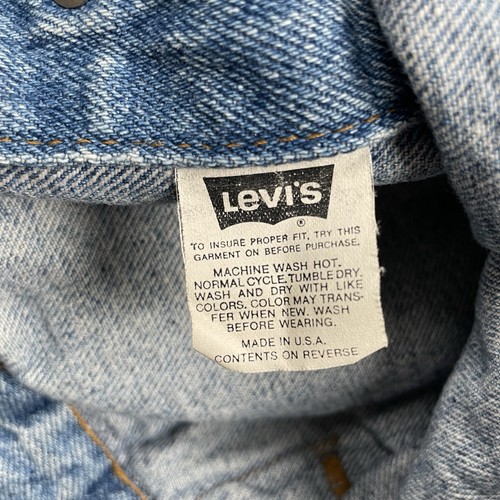 Levi's
®
TO INSURE PROPER FIT, TRY THIS
GARMENT ON BEFORE PURCHASE.
MACHINE WASH HOT.
NORMAL CYCLE. TUMBLE DRY.
WASH AND DRY WITH LIKE
COLORS. COLOR MAY TRANS-
FER WHEN NEW. WASH
BEFORE WEARING.
MADE IN U.S.A.
CONTENTS ON REVERSE